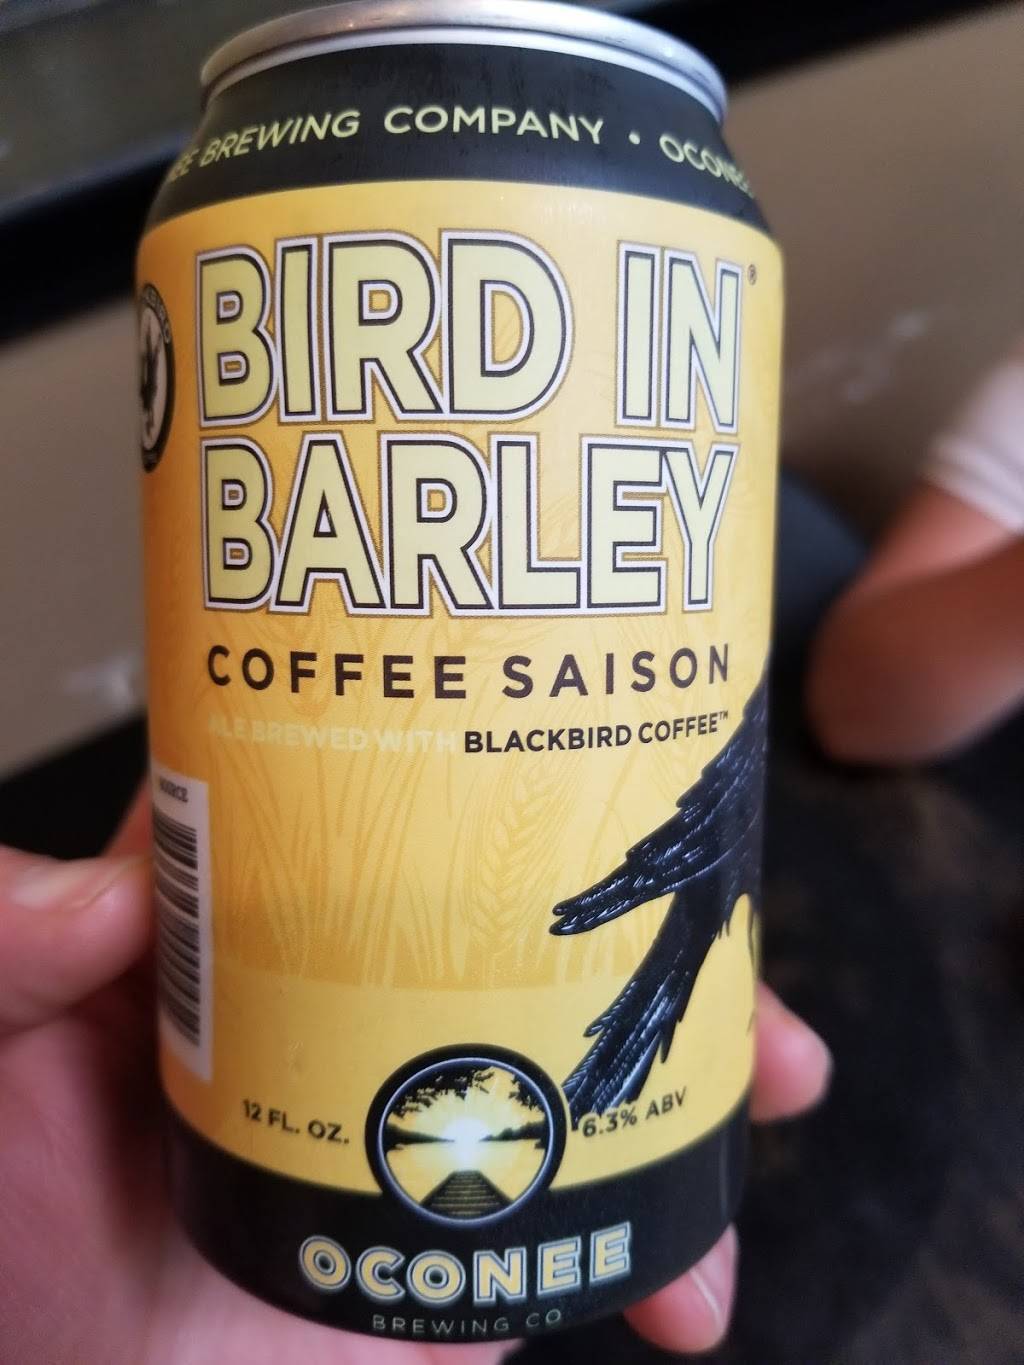 BREWING COMPANY • OCONEE
BIRD IN®
BARLEY
COFFEE SAISON
ALE BREWED WITH BLACKBIRD COFFEE™
12 FL. OZ.
6.3% ABV
OCONEE
BREWING CO